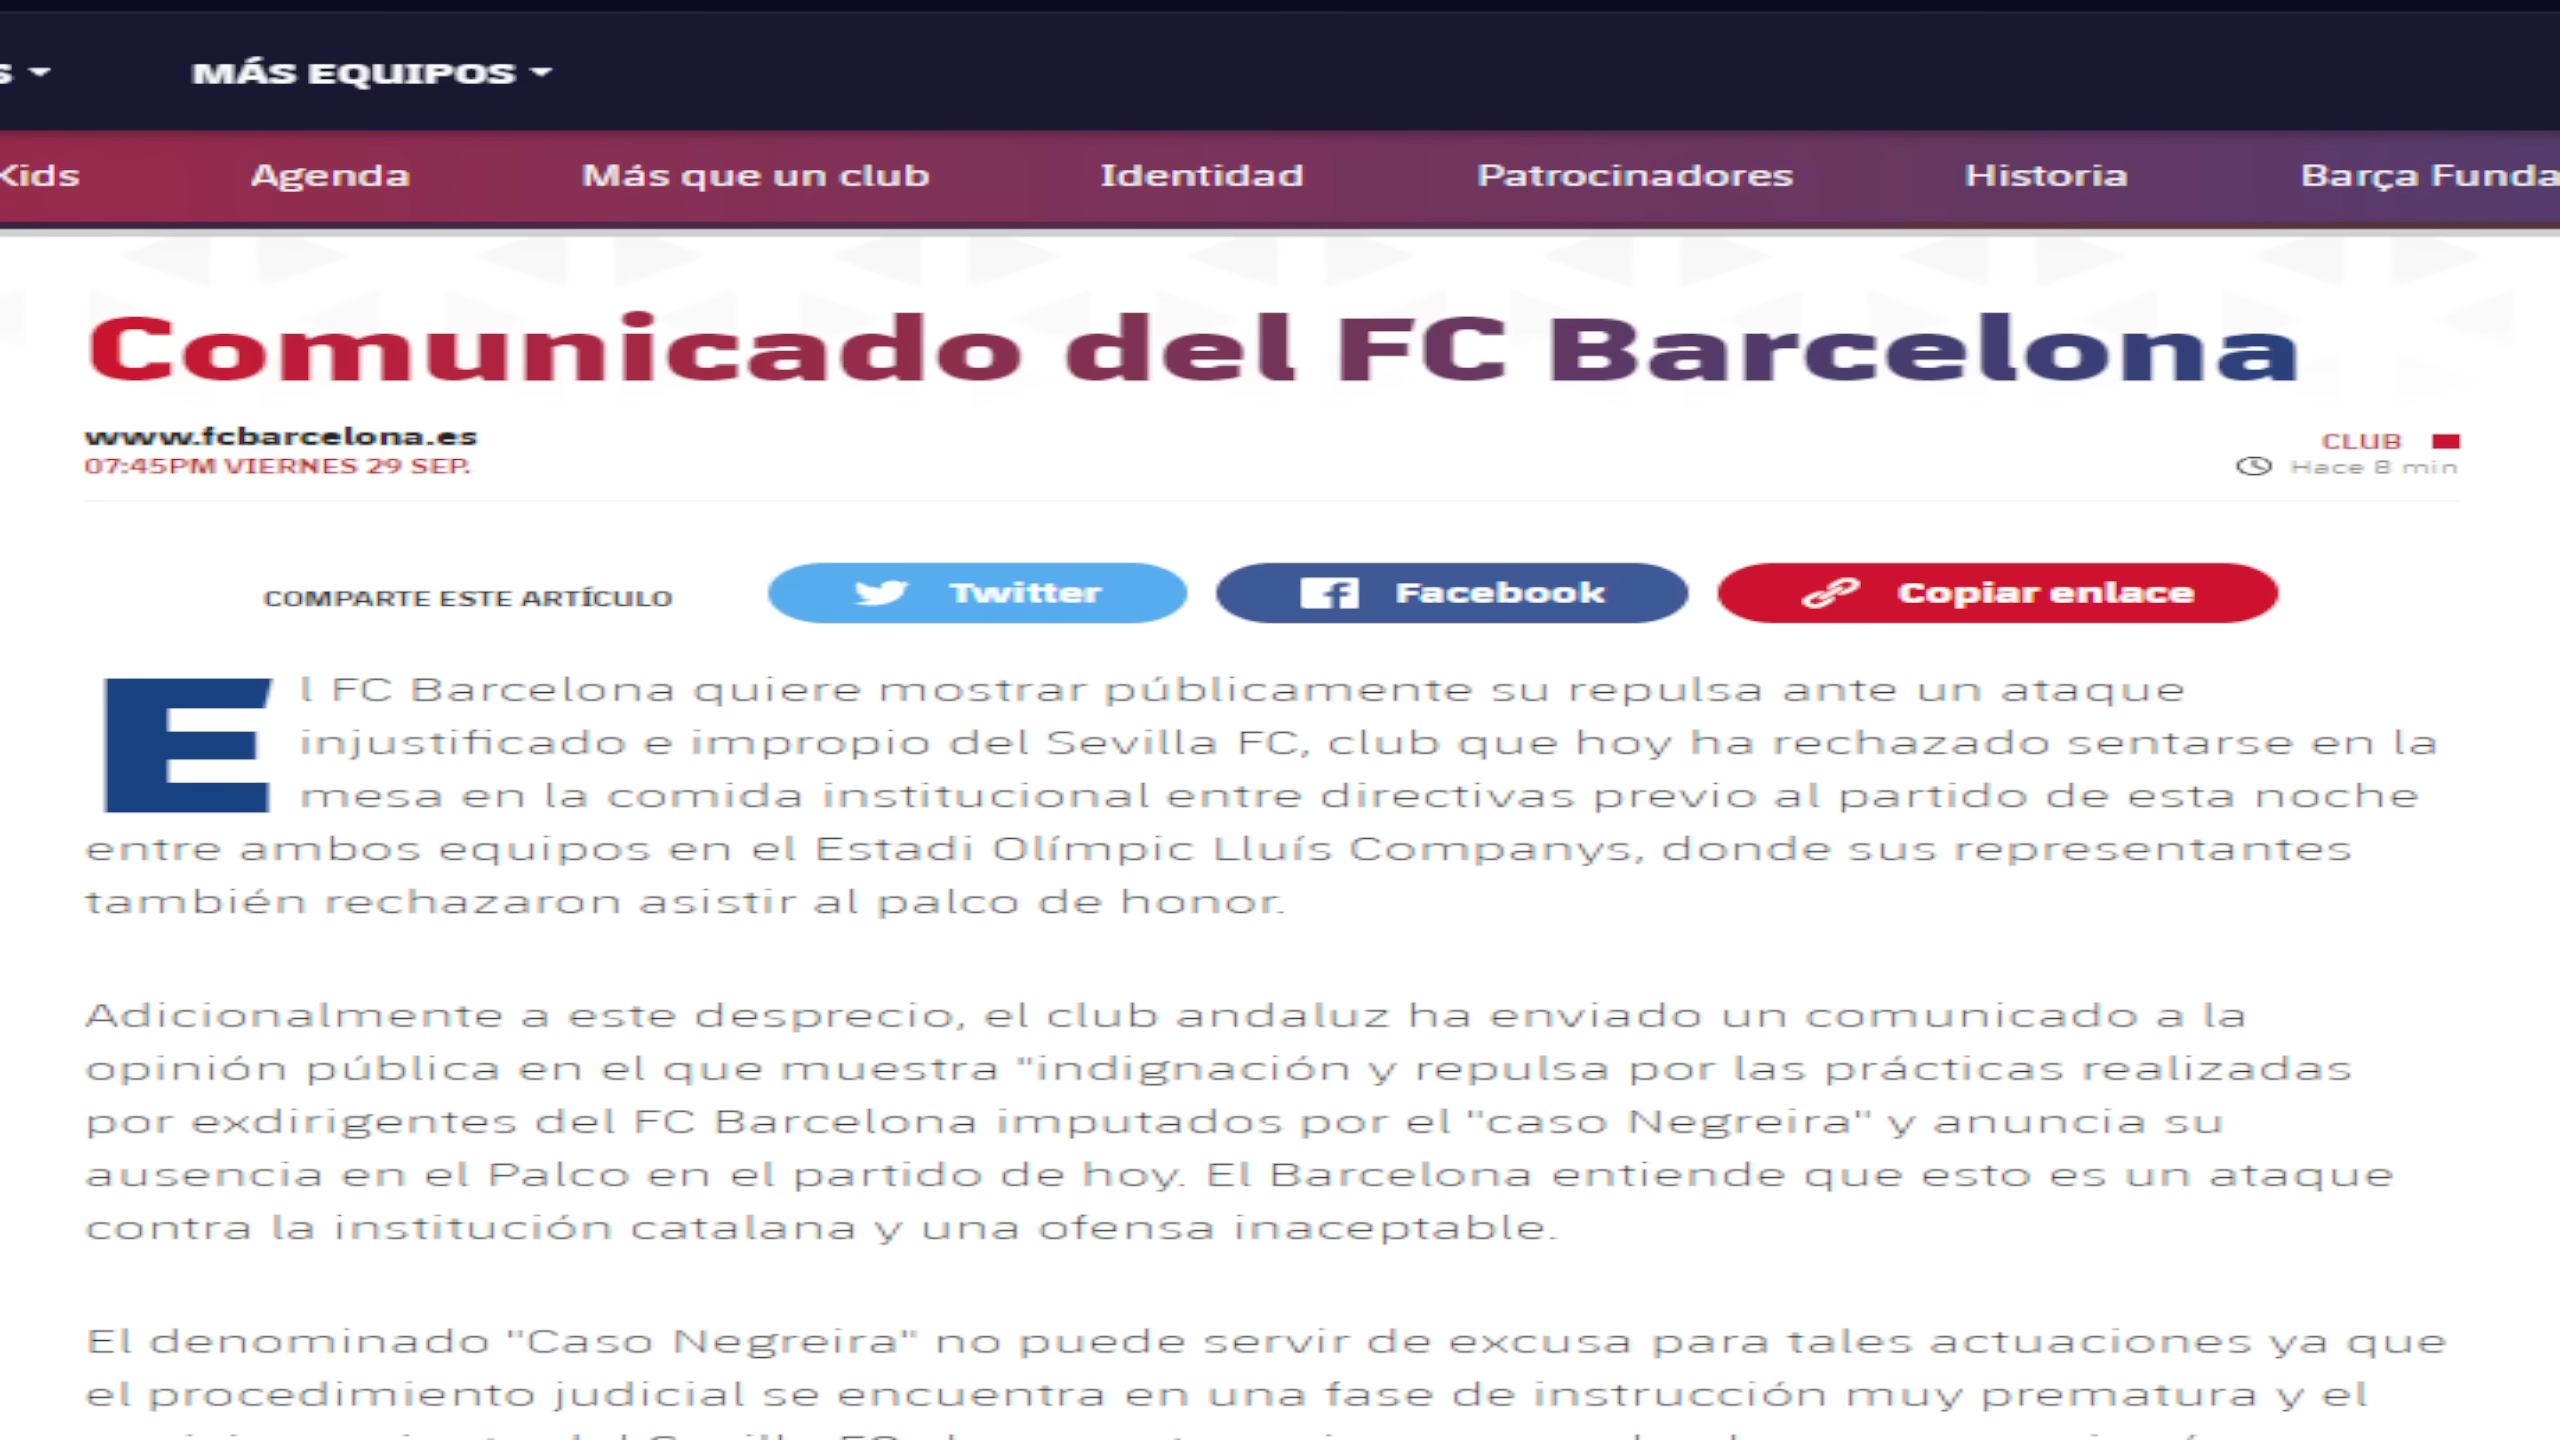 MÁS EQUIPOS
Kids Agenda Más que un club Identidad Patrocinadores Historia Barça Funda
Comunicado del FC Barcelona
www.fcbarcelona.es
07:45PM VIERNES 29 SEP.
CLUB
Hace 8 min
COMPARTE ESTE ARTÍCULO Twitter Facebook Copiar enlace
El FC Barcelona quiere mostrar públicamente su repulsa ante un ataque
injustificado e impropio del Sevilla FC, club que hoy ha rechazado sentarse en la
mesa en la comida institucional entre directivas previo al partido de esta noche
entre ambos equipos en el Estadi Olímpic Lluís Companys, donde sus representantes
también rechazaron asistir al palco de honor.
Adicionalmente a este desprecio, el club andaluz ha enviado un comunicado a la
opinión pública en el que muestra "indignación y repulsa por las prácticas realizadas
por exdirigentes del FC Barcelona imputados por el "caso Negreira" y anuncia su
ausencia en el Palco en el partido de hoy. El Barcelona entiende que esto es un ataque
contra la institución catalana y una ofensa inaceptable.
El denominado "Caso Negreira" no puede servir de excusa para tales actuaciones ya que
el procedimiento judicial se encuentra en una fase de instrucción muy prematura y el